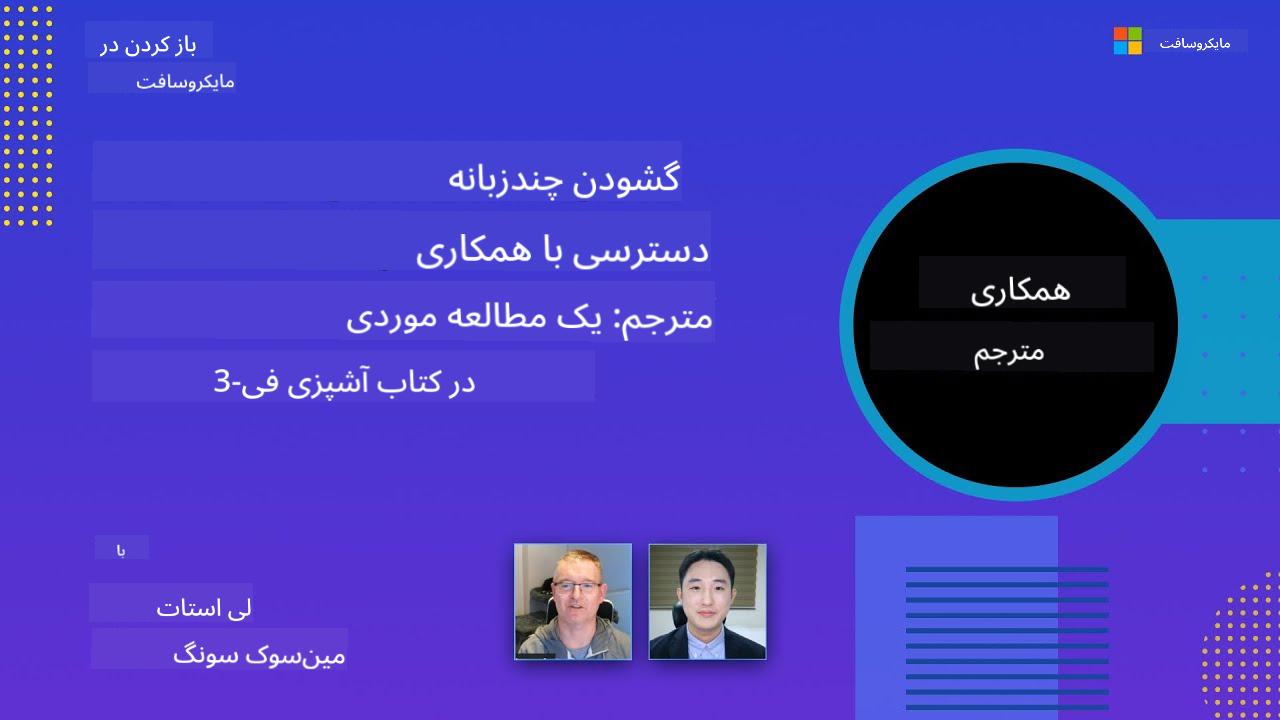 باز کردن در
مایکروسافت
مایکروسافت
گشودن چندزبانه
دسترسی با همکاری
مترجم: یک مطالعه موردی
در کتاب آشپزی فی-3
همکاری
مترجم
با
لی استات
مین‌سوک سونگ